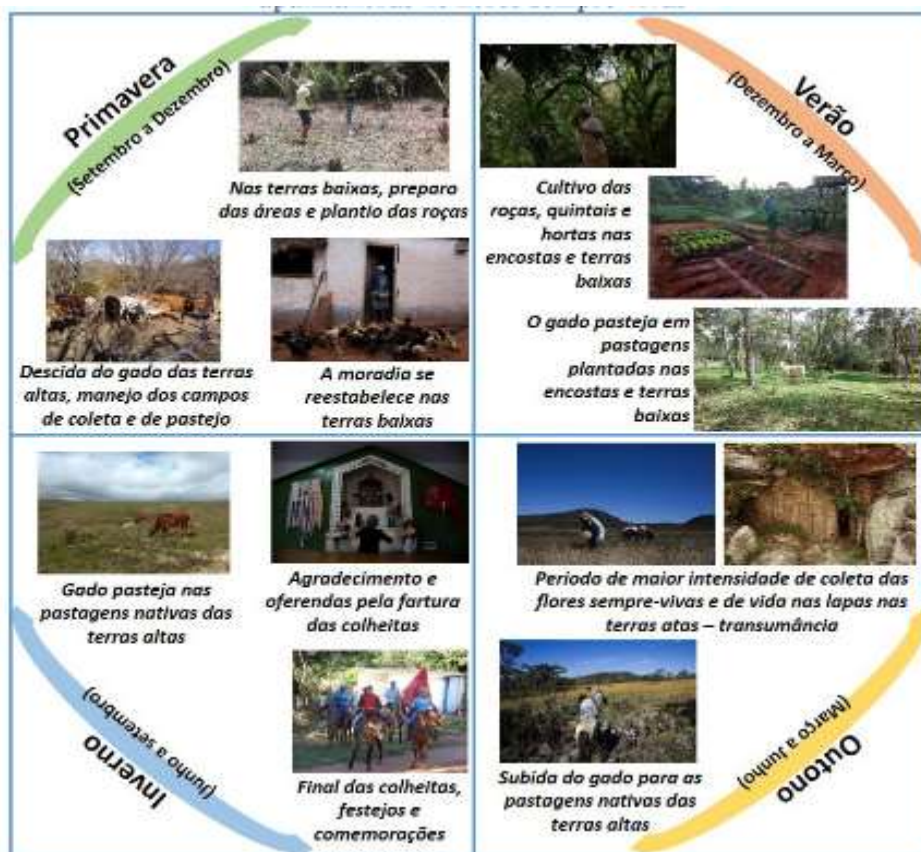 apanhadoras de flores sempre-vivas
Primavera
(Setembro a Dezembro)
Nas terras baixas, preparo
das áreas e plantio das roças
Descida do gado das terras
altas, manejo dos campos
de coleta e de pastejo
A moradia se
reestabelece nas
terras baixas
Verão
(Dezembro a Março)
Cultivo das
roças, quintais e
hortas nas
encostas e terras
baixas
O gado pasteja em
pastagens
plantadas nas
encostas e terras
baixas
Gado pasteja nas
pastagens nativas das
terras altas
Agradecimento e
oferendas pela fartura
das colheitas
Final das colheitas,
festejos e
comemorações
Inverno
(Junho a setembro)
Período de maior intensidade de coleta das
flores sempre-vivas e de vida nas lapas nas
terras atas – transumância
Subida do gado para as
pastagens nativas das
terras altas
Outono
(Março a Junho)